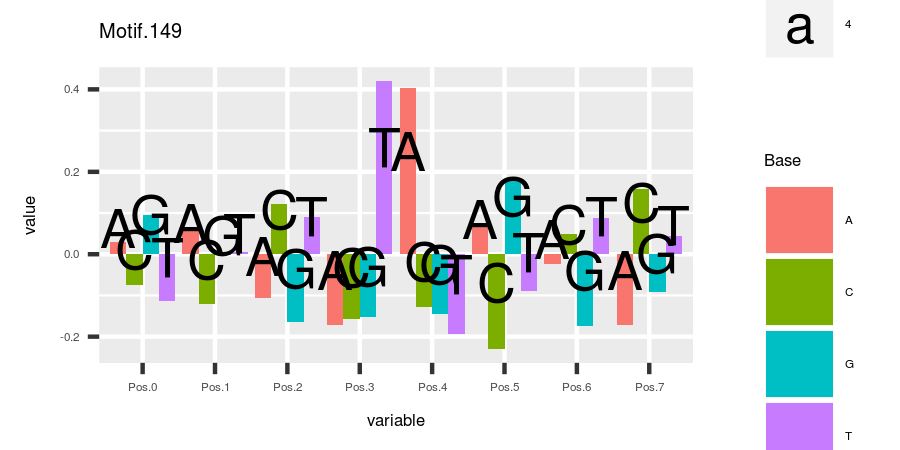 Motif.149
value
0.4
0.2
0.0
-0.2
A C G T A C G T A C G T A C G T A C G T A C G T A C G T A C G T
Pos.0 Pos.1 Pos.2 Pos.3 Pos.4 Pos.5 Pos.6 Pos.7
variable
a 4
Base
A
C
G
T